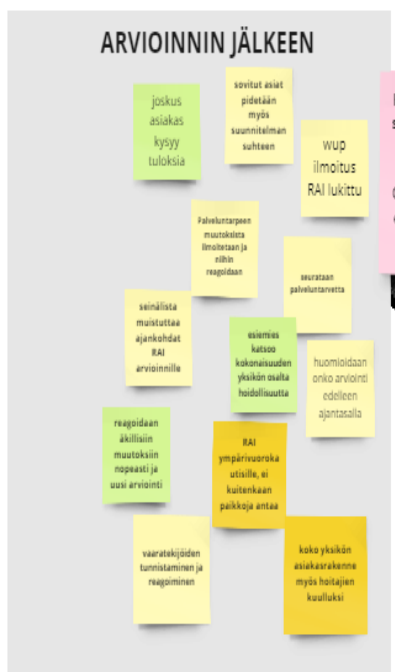 ARVIOINNIN JÄLKEEN
joskus
asiakas
kysyy
tuloksia
sovitut asiat
pidetään
myös
suunnitelman
suhteen
wup
ilmoitus
RAI lukittu
Palveluntarpeen
muutoksista
ilmoitetaan ja
niihin
reagoidaan
seurataan
palveluntarvetta
seinälista
muistuttaa
ajankohdat
RAI
arvioinnille
esiemies
katsoo
kokonaisuuden
yksikön osalta
hoidollisuutta
huomioidaan
onko arviointi
edelleen
ajantasalla
reagoidaan
äkillisiin
muutoksiin
nopeasti ja
uusi arviointi
RAI
ympärivuoroka
utisille, ei
kuitenkaan
paikkoja antaa
vaaratekijöiden
tunnistaminen ja
reagoiminen
koko yksikön
asiakasrakenne
myös hoitajien
kuulluksi